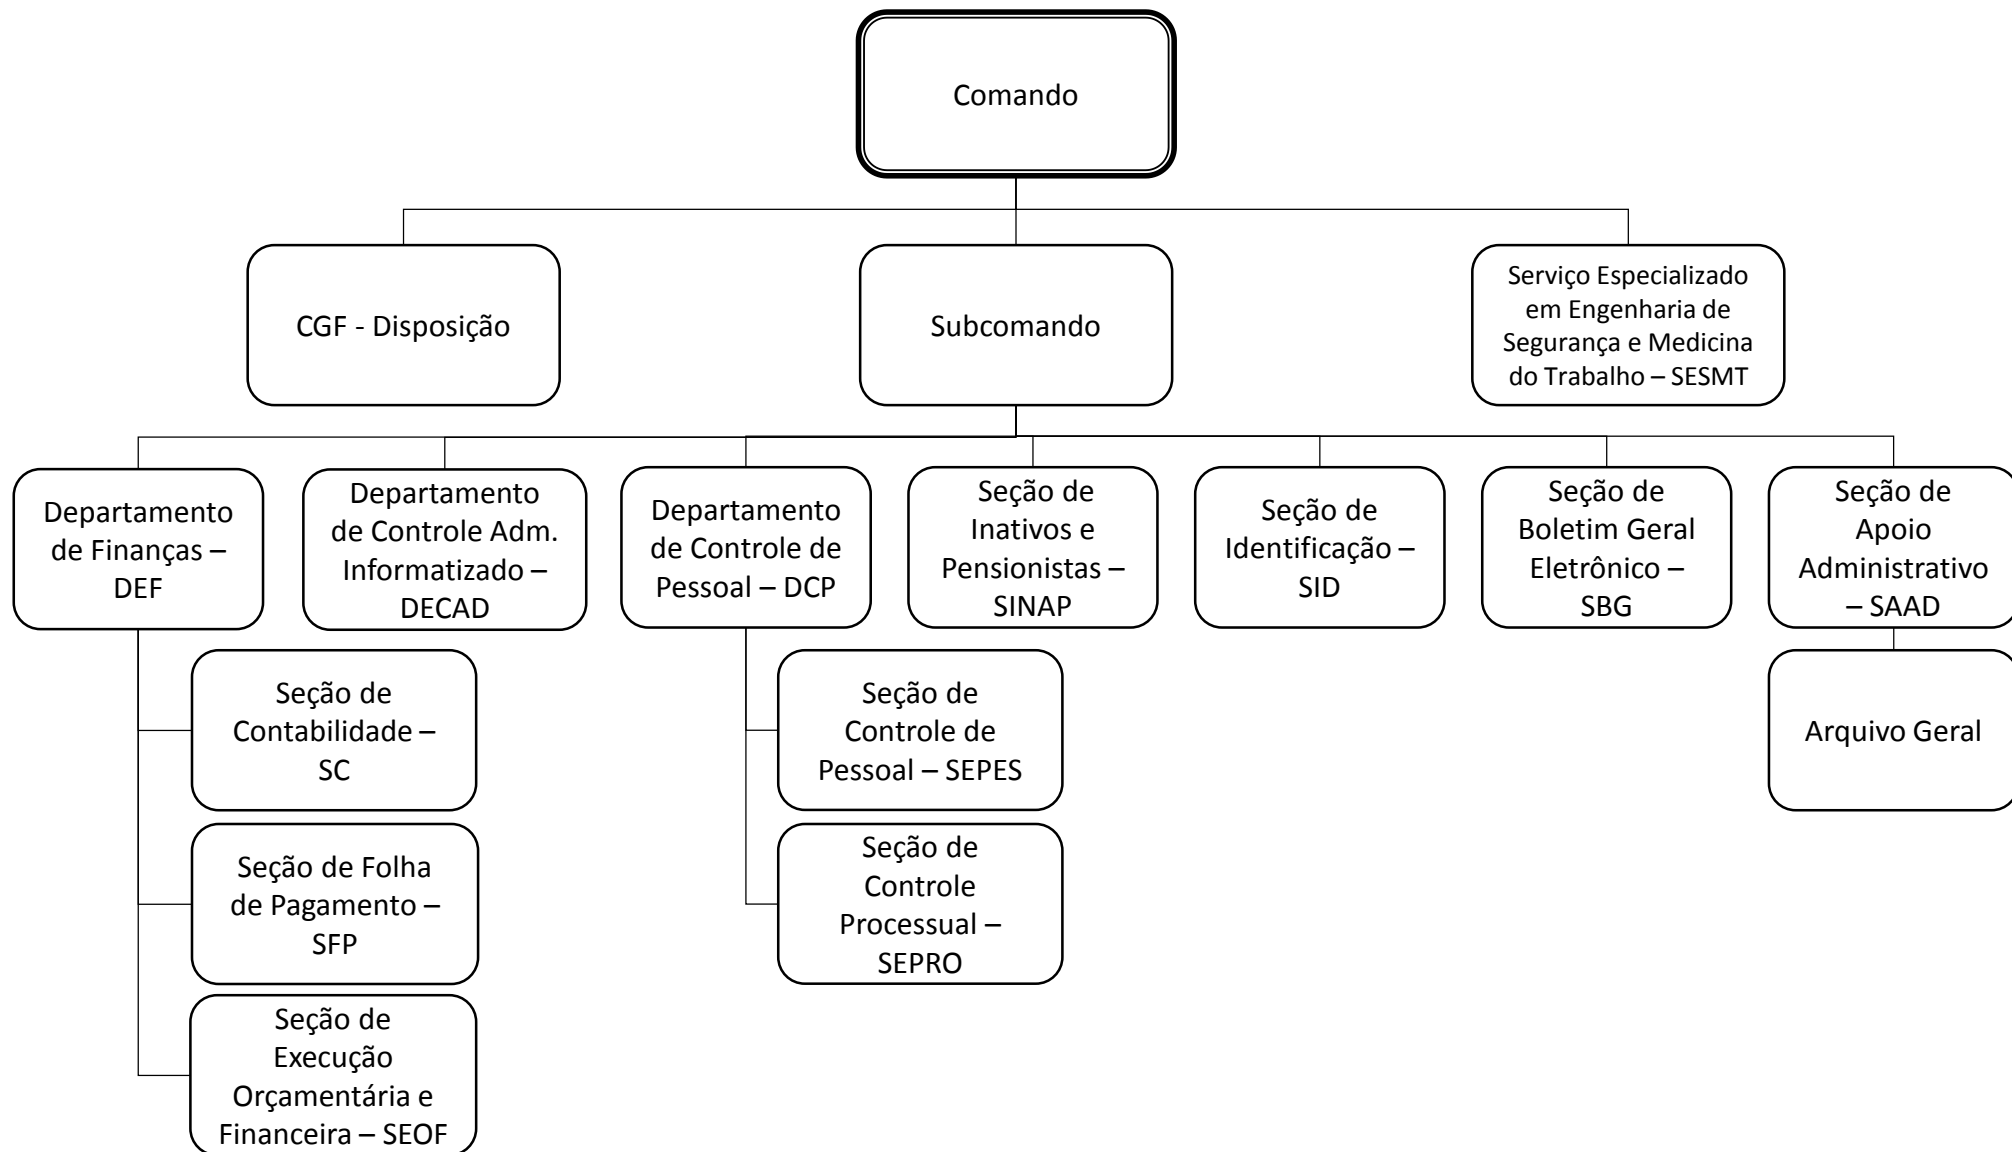 Comando
CGF - Disposição
Subcomando
Serviço Especializado
em Engenharia de
Segurança e Medicina
do Trabalho – SESMT
Departamento
de Finanças –
DEF
Departamento
de Controle Adm.
Informatizado –
DECAD
Departamento
de Controle de
Pessoal – DCP
Seção de
Inativos e
Pensionistas –
SINAP
Seção de
Identificação –
SID
Seção de
Boletim Geral
Eletrônico –
SBG
Seção de
Apoio
Administrativo
– SAAD
Seção de
Contabilidade –
SC
Seção de
Controle de
Pessoal – SEPES
Arquivo Geral
Seção de Folha
de Pagamento –
SFP
Seção de
Controle
Processual –
SEPRO
Seção de
Execução
Orçamentária e
Financeira – SEOF